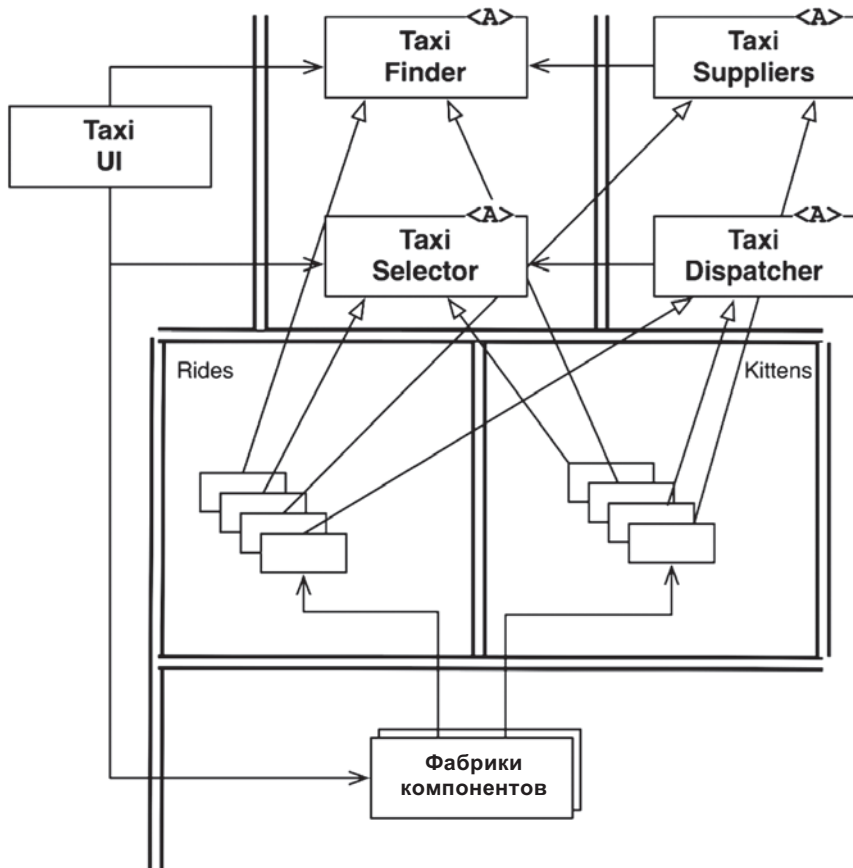 <A>
Taxi
Finder
<A>
Taxi
Suppliers
Taxi
UI
<A>
Taxi
Selector
<A>
Taxi
Dispatcher
Rides
Kittens
Фабрики
компонентов